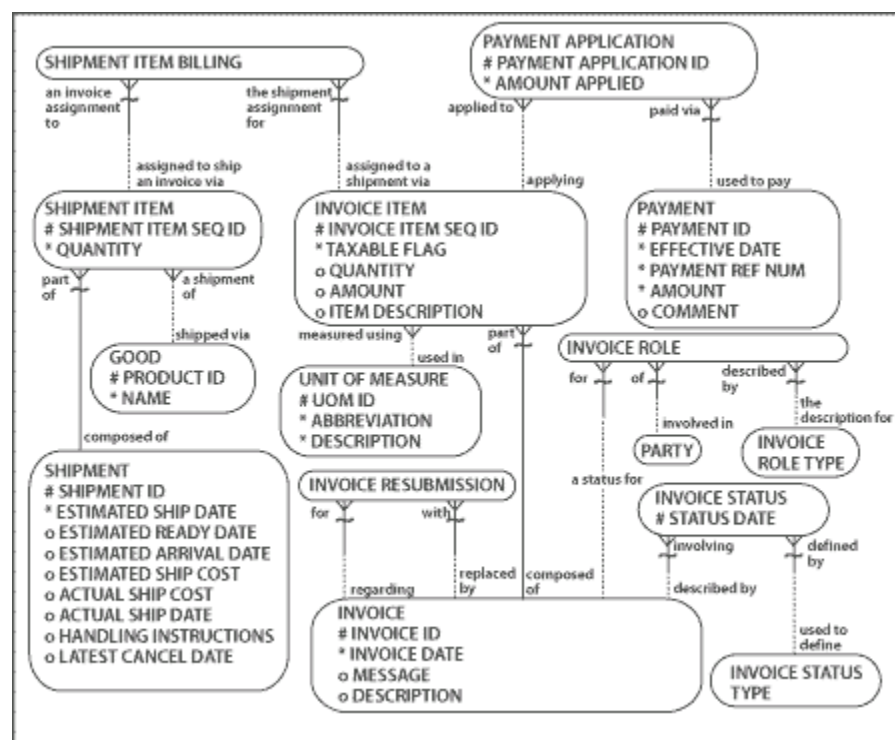 SHIPMENT ITEM BILLING
PAYMENT APPLICATION
# PAYMENT APPLICATION ID
* AMOUNT APPLIED
an invoice
assignment
to
the shipment
assignment
for
applied to
paid via
assigned to ship
an invoice via
assigned to a
shipment via
applying
used to pay
SHIPMENT ITEM
# SHIPMENT ITEM SEQ ID
* QUANTITY
INVOICE ITEM
# INVOICE ITEM SEQ ID
* TAXABLE FLAG
o QUANTITY
o AMOUNT
o ITEM DESCRIPTION
PAYMENT
# PAYMENT ID
* EFFECTIVE DATE
* PAYMENT REF NUM
* AMOUNT
o COMMENT
part
of
a shipment
of
shipped via
measured using
used in
part
of
GOOD
# PRODUCT ID
* NAME
UNIT OF MEASURE
# UOM ID
* ABBREVIATION
* DESCRIPTION
INVOICE ROLE
for
of
described
by
involved in
the
description for
PARTY
INVOICE
ROLE TYPE
composed of
SHIPMENT
# SHIPMENT ID
* ESTIMATED SHIP DATE
o ESTIMATED READY DATE
o ESTIMATED ARRIVAL DATE
o ESTIMATED SHIP COST
o ACTUAL SHIP COST
o ACTUAL SHIP DATE
o HANDLING INSTRUCTIONS
o LATEST CANCEL DATE
INVOICE RESUBMISSION
for
with
a status for
INVOICE STATUS
# STATUS DATE
involving
defined
by
regarding
replaced
by
composed
of
described by
used to
define
INVOICE
# INVOICE ID
* INVOICE DATE
o MESSAGE
o DESCRIPTION
INVOICE STATUS
TYPE